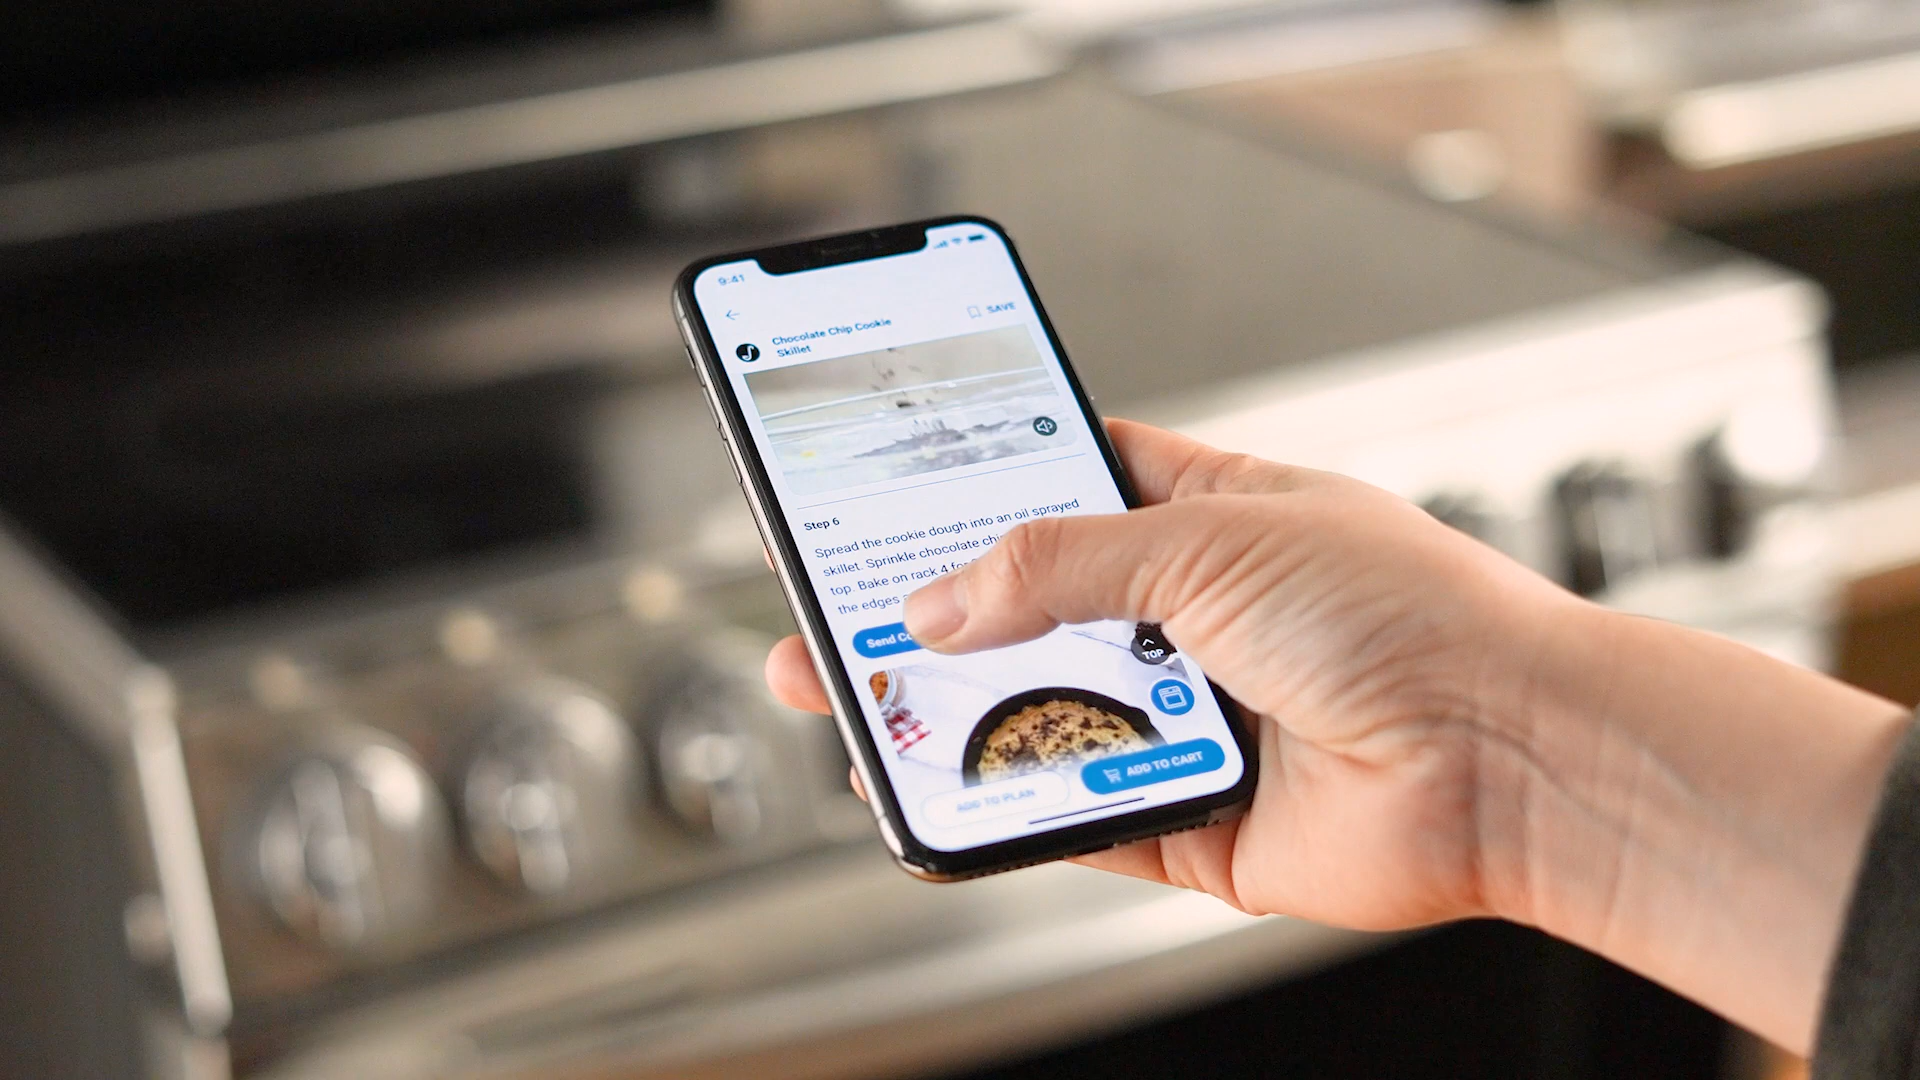 9:41
SAVE
Chocolate Chip Cookie
Skillet
Step 6
Spread the cookie dough into an oil sprayed
skillet. Sprinkle chocolate
top. Bake on rack 4
the edges
Send
TOP
ADD TO PLAN
ADD TO CART